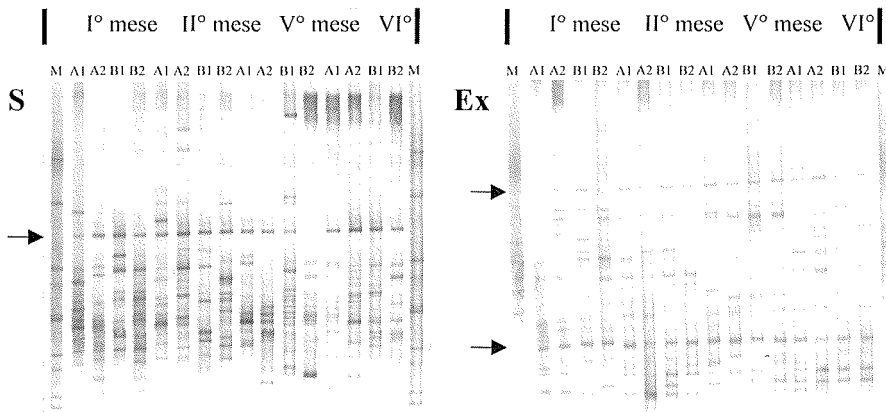 I° mese II° mese V° mese VI°
M A1 A2 B1 B2 A1 A2 B1 B2 A1 A2 B1 B2 A1 A2 B1 B2 M
S
I° mese II° mese V° mese VI°
M A1 A2 B1 B2 A1 A2 B1 B2 A1 A2 B1 B2 A1 A2 B1 B2 M
Ex